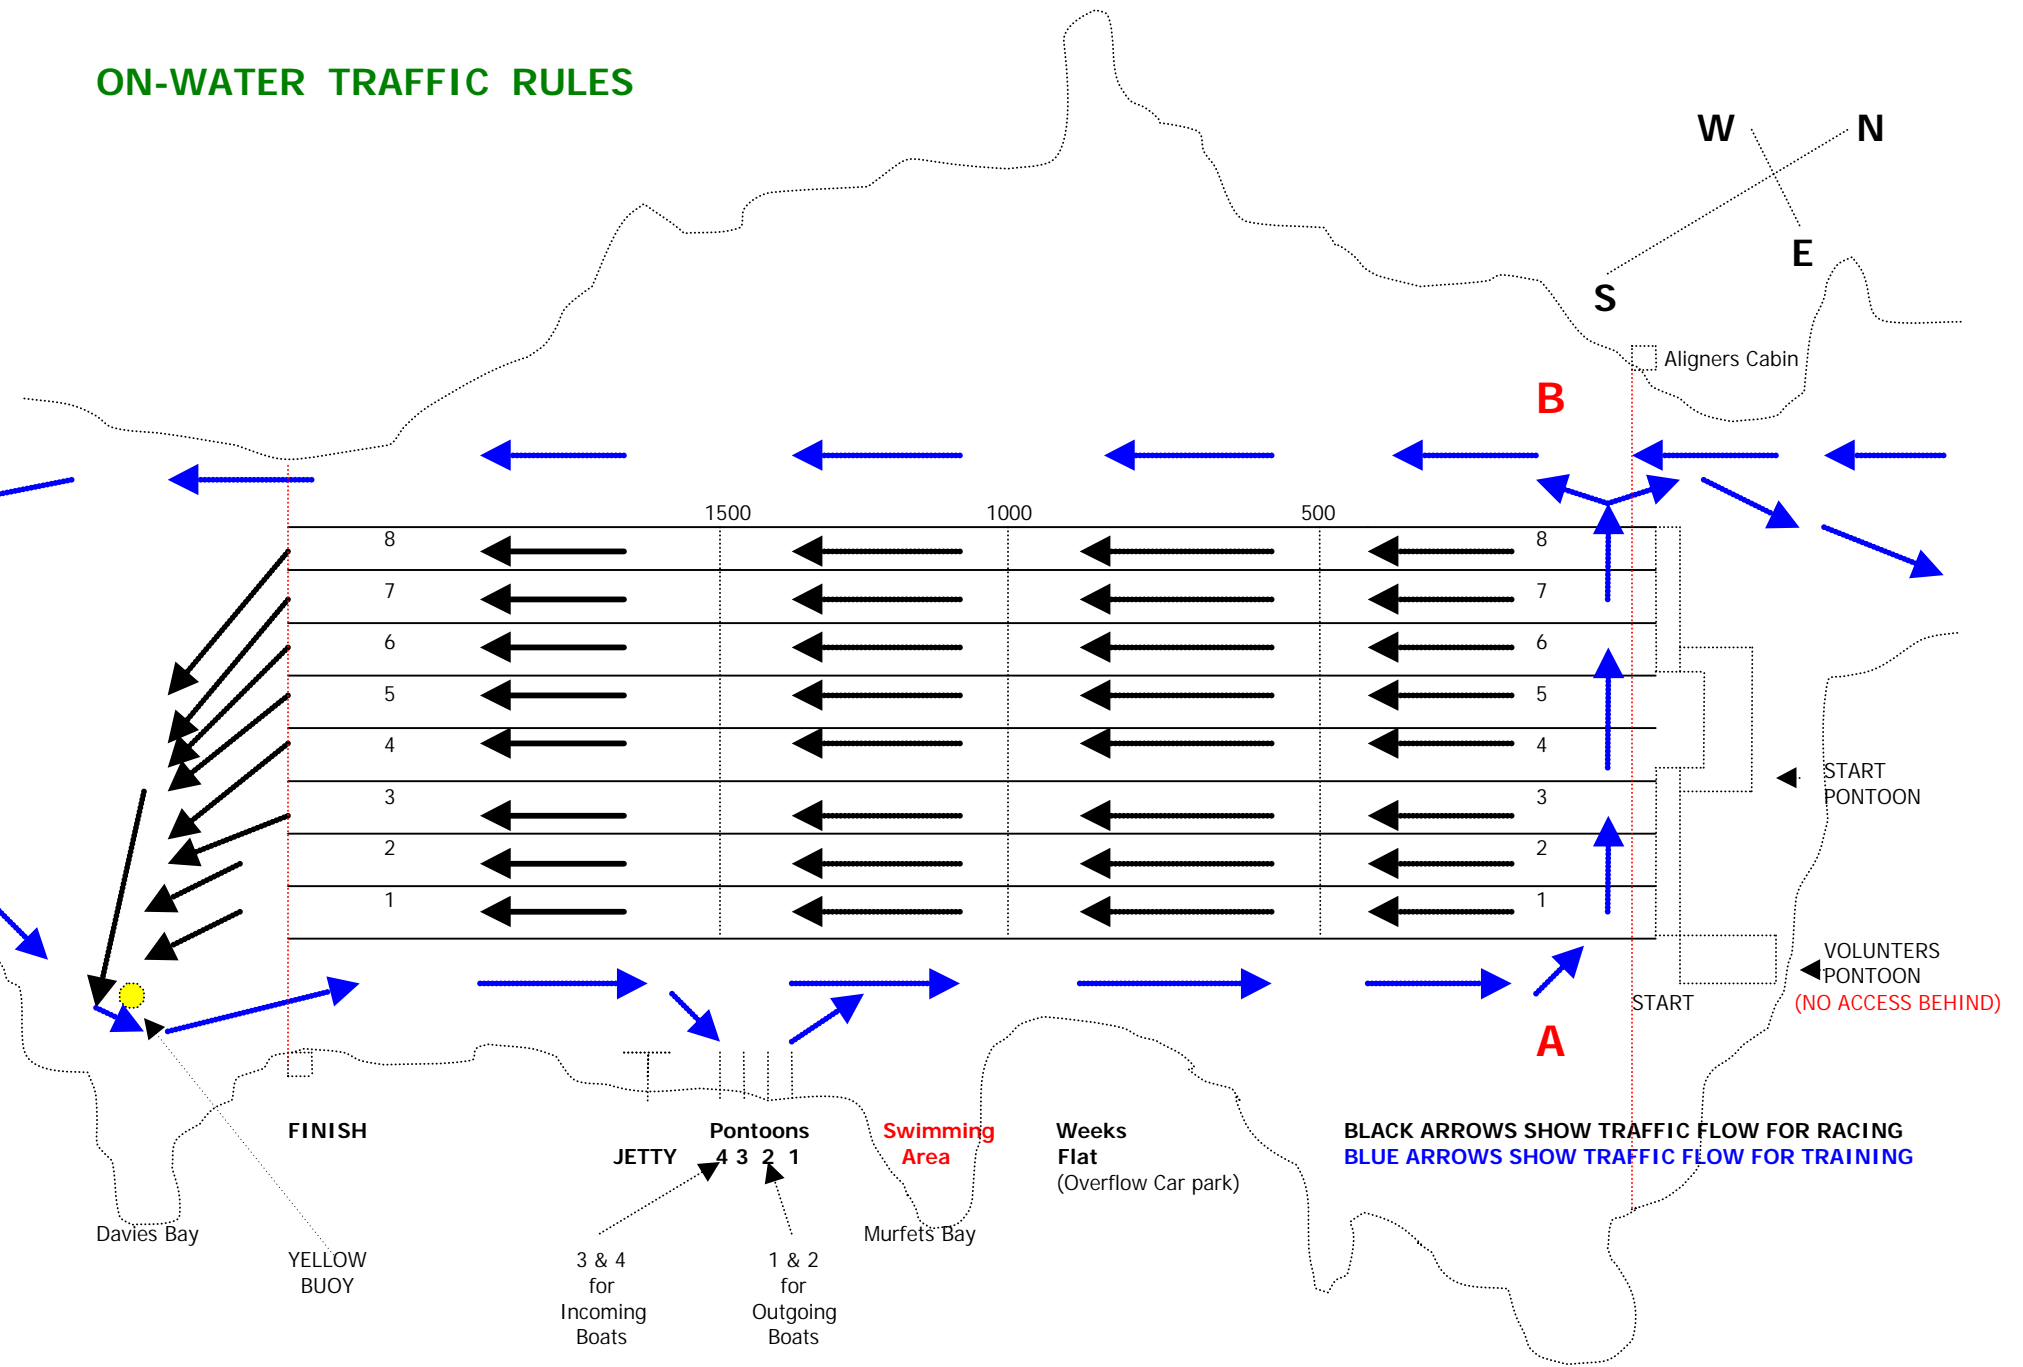 ON-WATER TRAFFIC RULES
W
N
E
S
Aligners Cabin
B
1500
1000
500
8
8
7
7
6
6
5
5
4
4
3
3
2
2
1
1
START
PONTOON
VOLUNTERS
PONTOON
(NO ACCESS BEHIND)
START
A
FINISH
JETTY
Pontoons
4 3 2 1
Swimming
Area
Weeks
Flat
(Overflow Car park)
BLACK ARROWS SHOW TRAFFIC FLOW FOR RACING
BLUE ARROWS SHOW TRAFFIC FLOW FOR TRAINING
Davies Bay
Murfets Bay
YELLOW
BUOY
3 & 4
for
Incoming
Boats
1 & 2
for
Outgoing
Boats